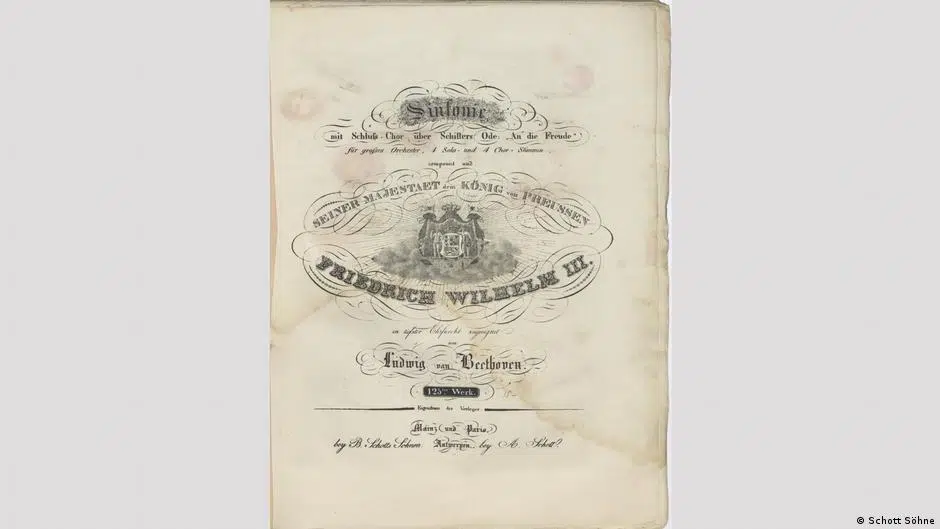 Sinfonie
mit Schluß-Chor über Schillers Ode: „An die Freude“
für großes Orchester, 4 Solo- und 4 Chor-Stimmen,
componirt und
SEINER MAJESTAET dem KÖNIG von PREUSSEN
FRIEDRICH WILHELM III.
in tiefster Ehrfurcht zugeeignet
von
Ludwig van Beethoven.
125tes Werk.
Eigenthum der Verleger
Mainz und Paris,
bey B. Schotts Söhnen. Antwerpen, bey A. Schott.
© Schott Söhne